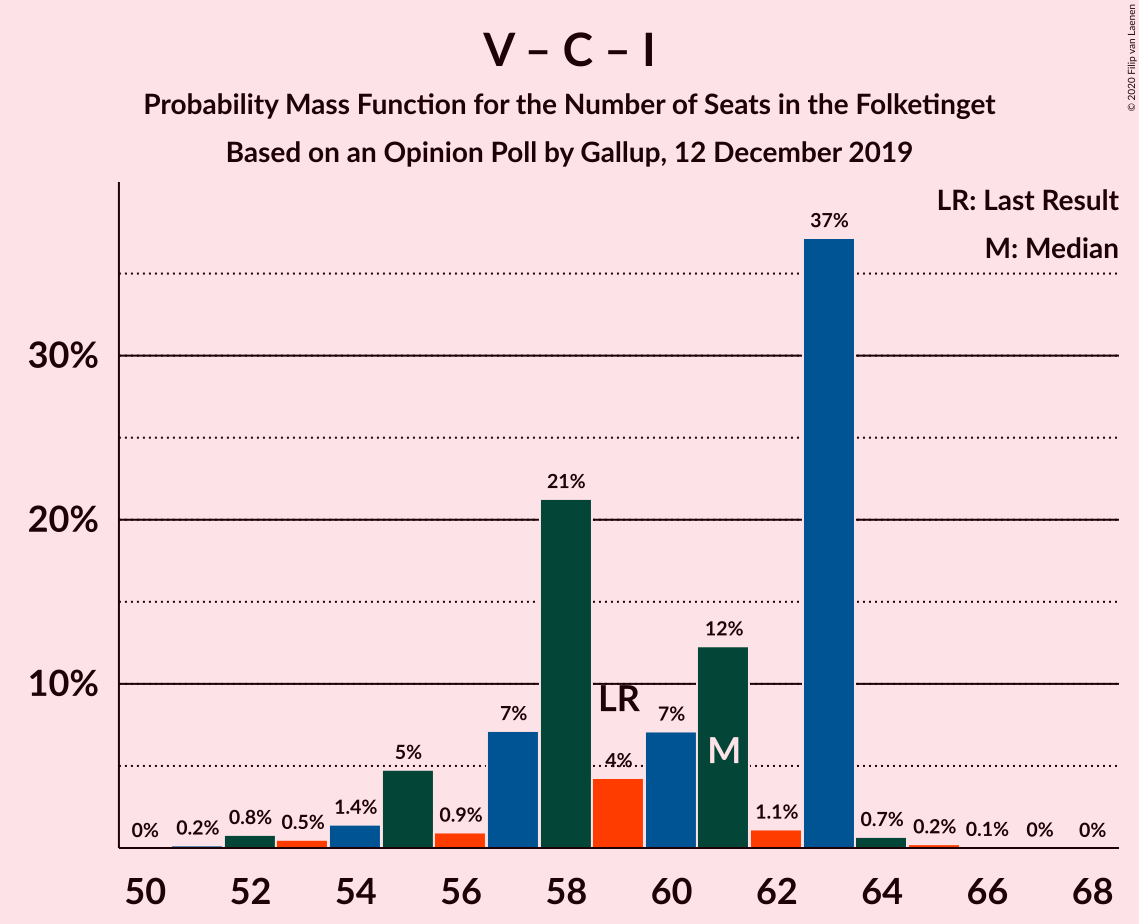 V – C – I
Probability Mass Function for the Number of Seats in the Folketinget
Based on an Opinion Poll by Gallup, 12 December 2019
© 2020 Filip van Laenen
LR: Last Result
M: Median
37%
30%
21%
20%
12%
10%
LR
7%
7%
M
5%
4%
1.4%
0.9%
1.1%
0%
0.2%
0.8%
0.5%
0.7%
0.2%
0.1%
0%
0%
50 52 54 56 58 60 62 64 66 68